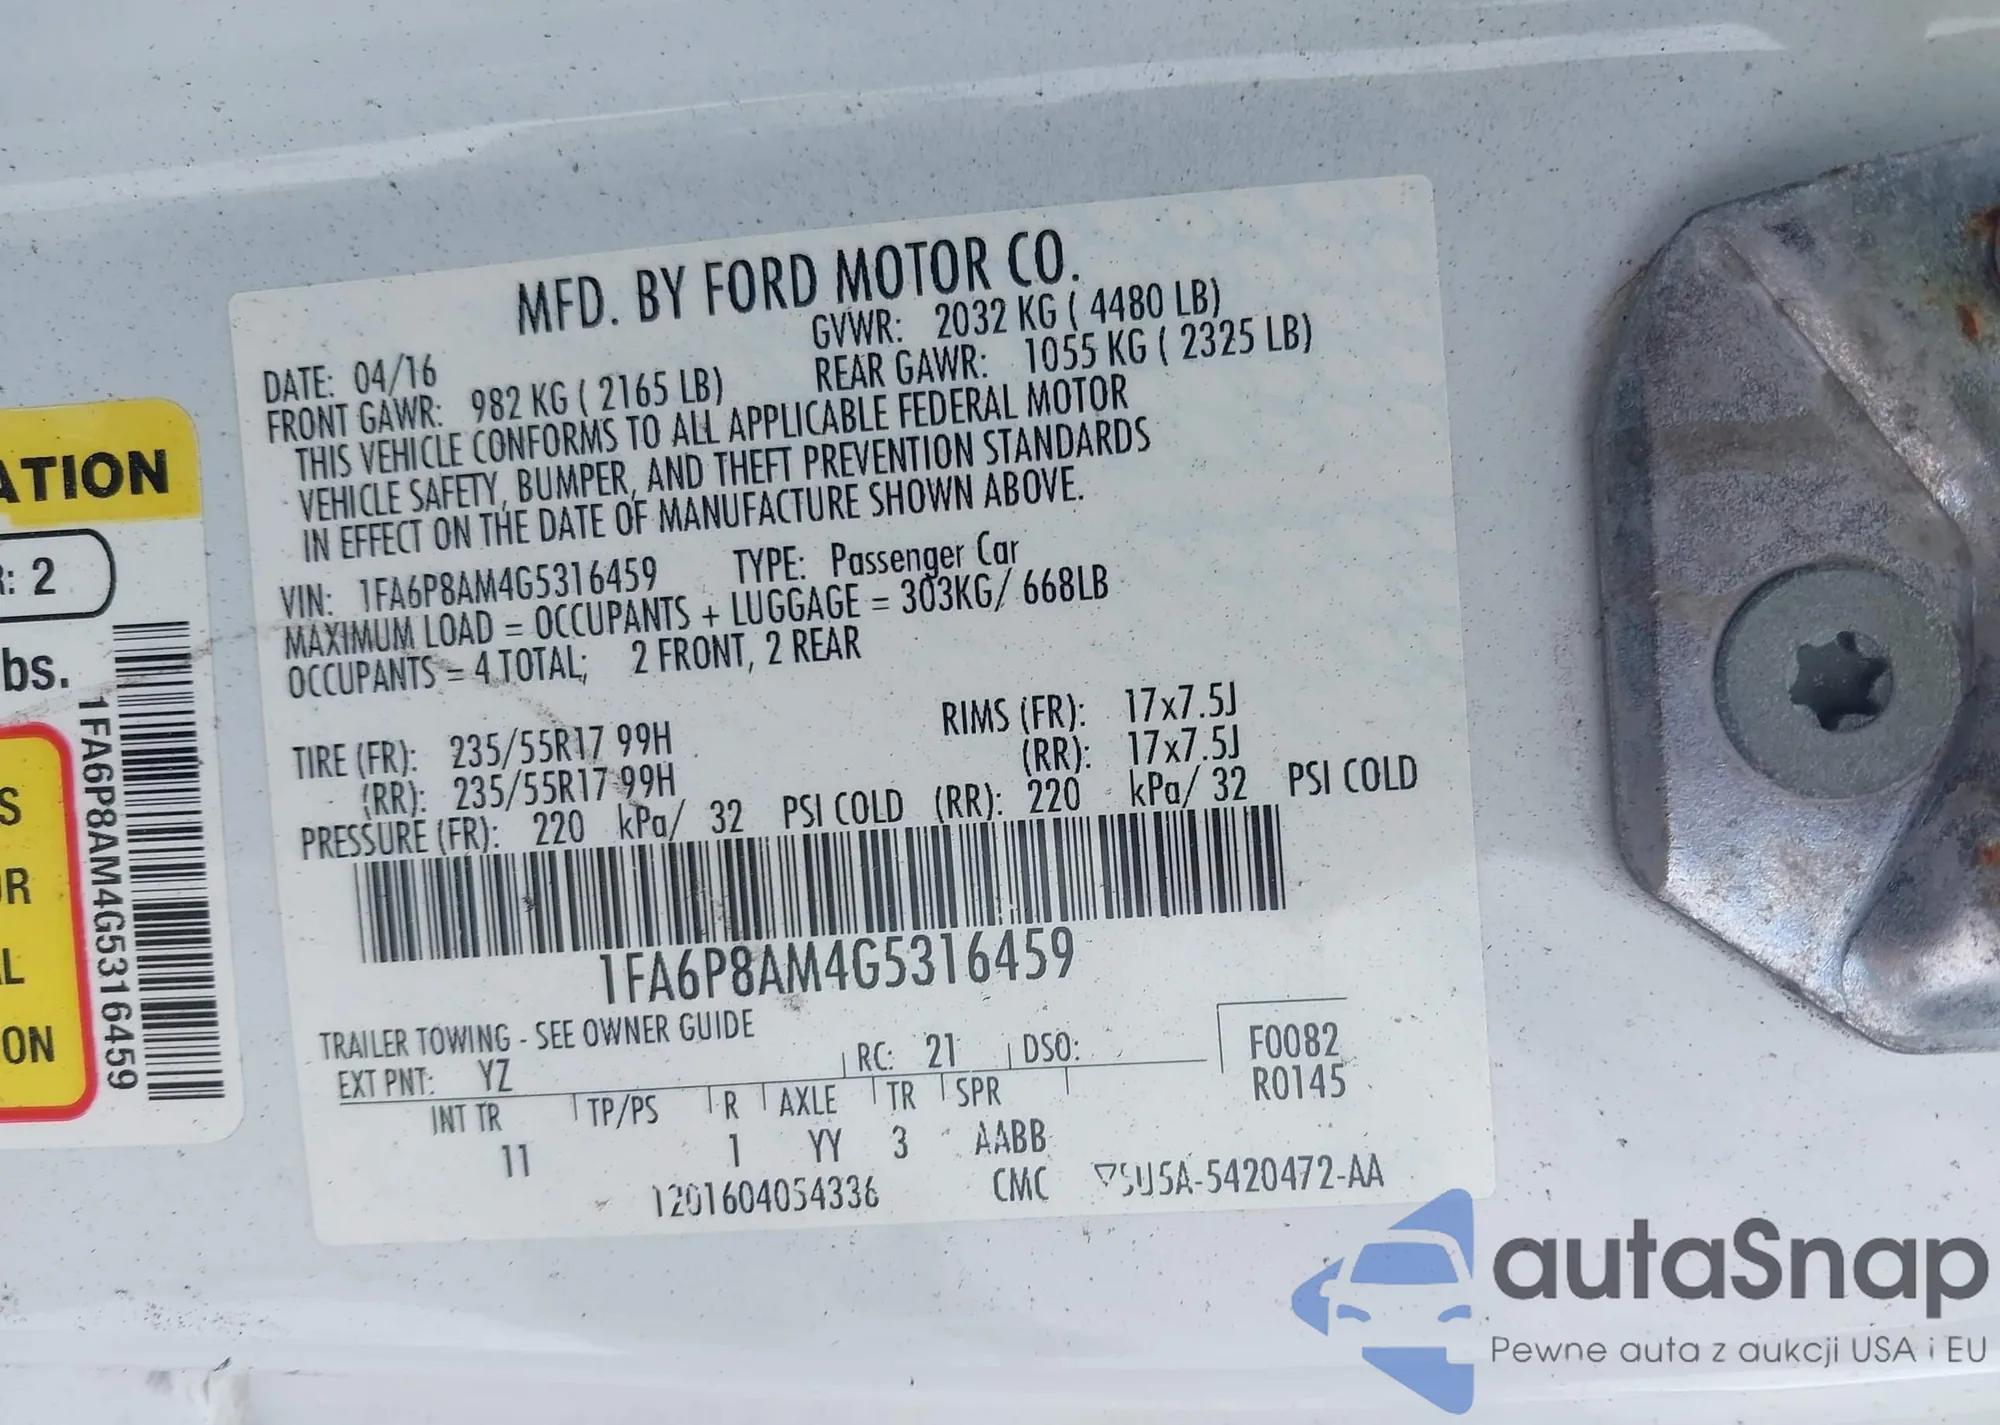 ATION
R: 2
bs.
S
OR
AL
ION
1FA6P8AM4G5316459
MFD. BY FORD MOTOR CO.
DATE: 04/16 GVWR: 2032 KG ( 4480 LB)
FRONT GAWR: 982 KG ( 2165 LB) REAR GAWR: 1055 KG ( 2325 LB)
THIS VEHICLE CONFORMS TO ALL APPLICABLE FEDERAL MOTOR
VEHICLE SAFETY, BUMPER, AND THEFT PREVENTION STANDARDS
IN EFFECT ON THE DATE OF MANUFACTURE SHOWN ABOVE.
VIN: 1FA6P8AM4G5316459 TYPE: Passenger Car
MAXIMUM LOAD = OCCUPANTS + LUGGAGE = 303KG/ 668LB
OCCUPANTS = 4 TOTAL; 2 FRONT, 2 REAR
TIRE (FR): 235/55R17 99H RIMS (FR): 17x7.5J
(RR): 235/55R17 99H (RR): 17x7.5J
PRESSURE (FR): 220 kPa/ 32 PSI COLD (RR): 220 kPa/ 32 PSI COLD
1FA6P8AM4G5316459
TRAILER TOWING - SEE OWNER GUIDE
EXT PNT: YZ RC: 21 DSO: F0082
INT TR TP/PS R AXLE TR SPR R0145
11 1 YY 3 AABB
1201604054336 CMC 5U5A-5420472-AA
autaSnap
Pewne auta z aukcji USA i EU